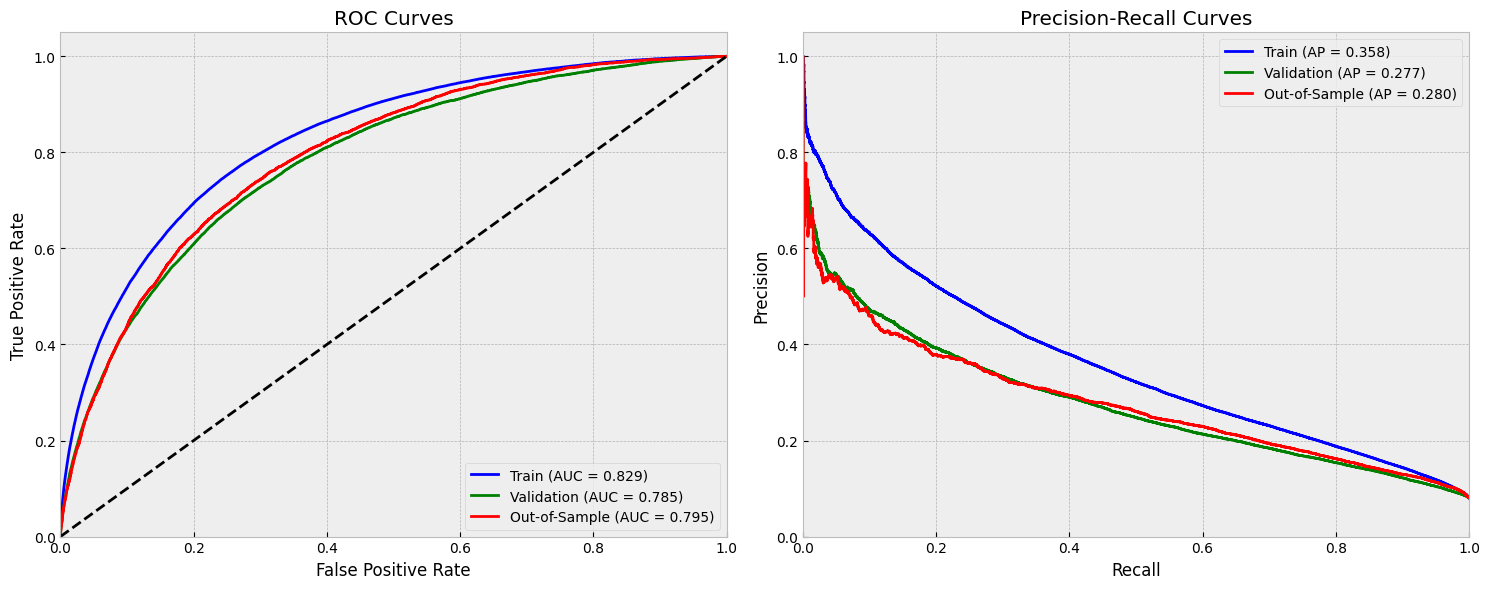 ROC Curves
True Positive Rate
1.0
0.8
0.6
0.4
0.2
0.0
Train (AUC = 0.829)
Validation (AUC = 0.785)
Out-of-Sample (AUC = 0.795)
0.0 0.2 0.4 0.6 0.8 1.0
False Positive Rate
Precision-Recall Curves
Precision
1.0
0.8
0.6
0.4
0.2
0.0
Train (AP = 0.358)
Validation (AP = 0.277)
Out-of-Sample (AP = 0.280)
0.0 0.2 0.4 0.6 0.8 1.0
Recall